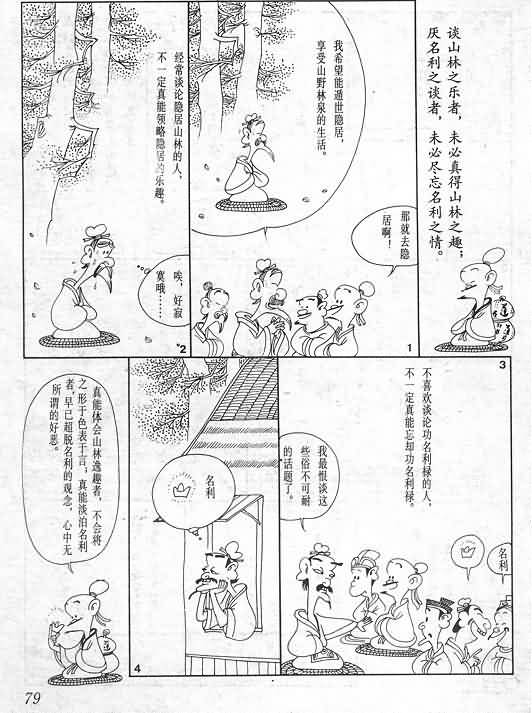 谈山林之乐者，未必真得山林之趣；
厌名利之谈者，未必尽忘名利之情。
我希望能遁世隐居，
享受山野林泉的生活。
那就去隐
居啊！
1
经常谈论隐居山林的人，
不一定真能领略隐居的乐趣。
唉，好寂
寞哦……
2
不喜欢谈论功名利禄的人，
不一定真能忘却功名利禄。
我最恨谈这
些俗不可耐
的话题了。
名利
3
名利
4
真能体会山林逸趣者，不会将
之形于色表于言；真能淡泊名利
者，早已超脱名利的观念，心中无
所谓的好恶。
79